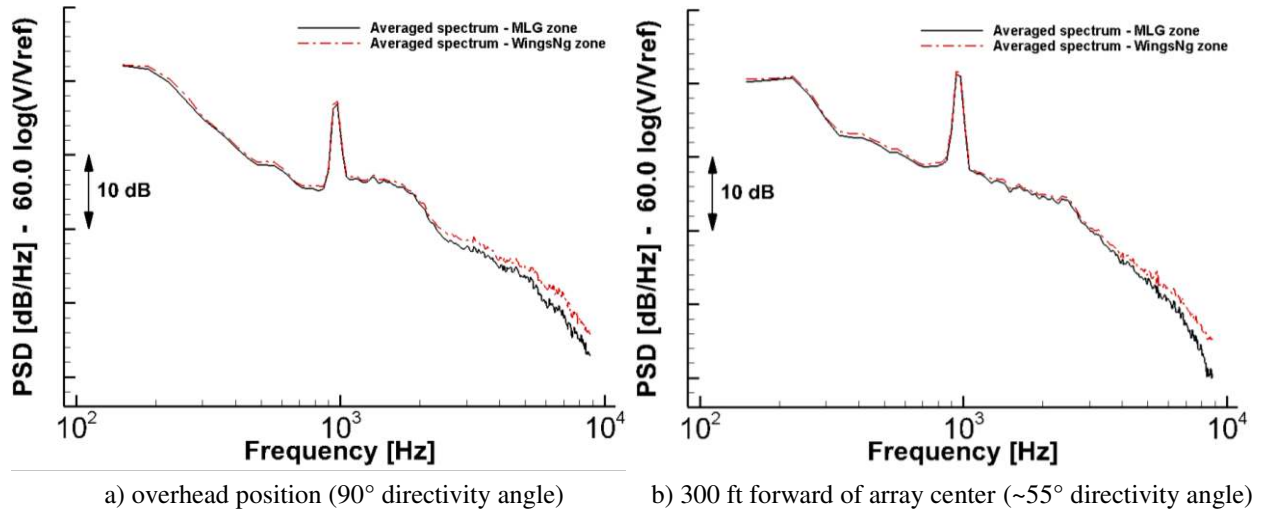 Averaged spectrum - MLG zone
Averaged spectrum - WingsNg zone
PSD [dB/Hz] - 60.0 log(V/Vref)
10 dB
10² 10³ 10⁴
Frequency [Hz]
a) overhead position (90° directivity angle)
Averaged spectrum - MLG zone
Averaged spectrum - WingsNg zone
PSD [dB/Hz] - 60.0 log(V/Vref)
10 dB
10² 10³ 10⁴
Frequency [Hz]
b) 300 ft forward of array center (~55° directivity angle)